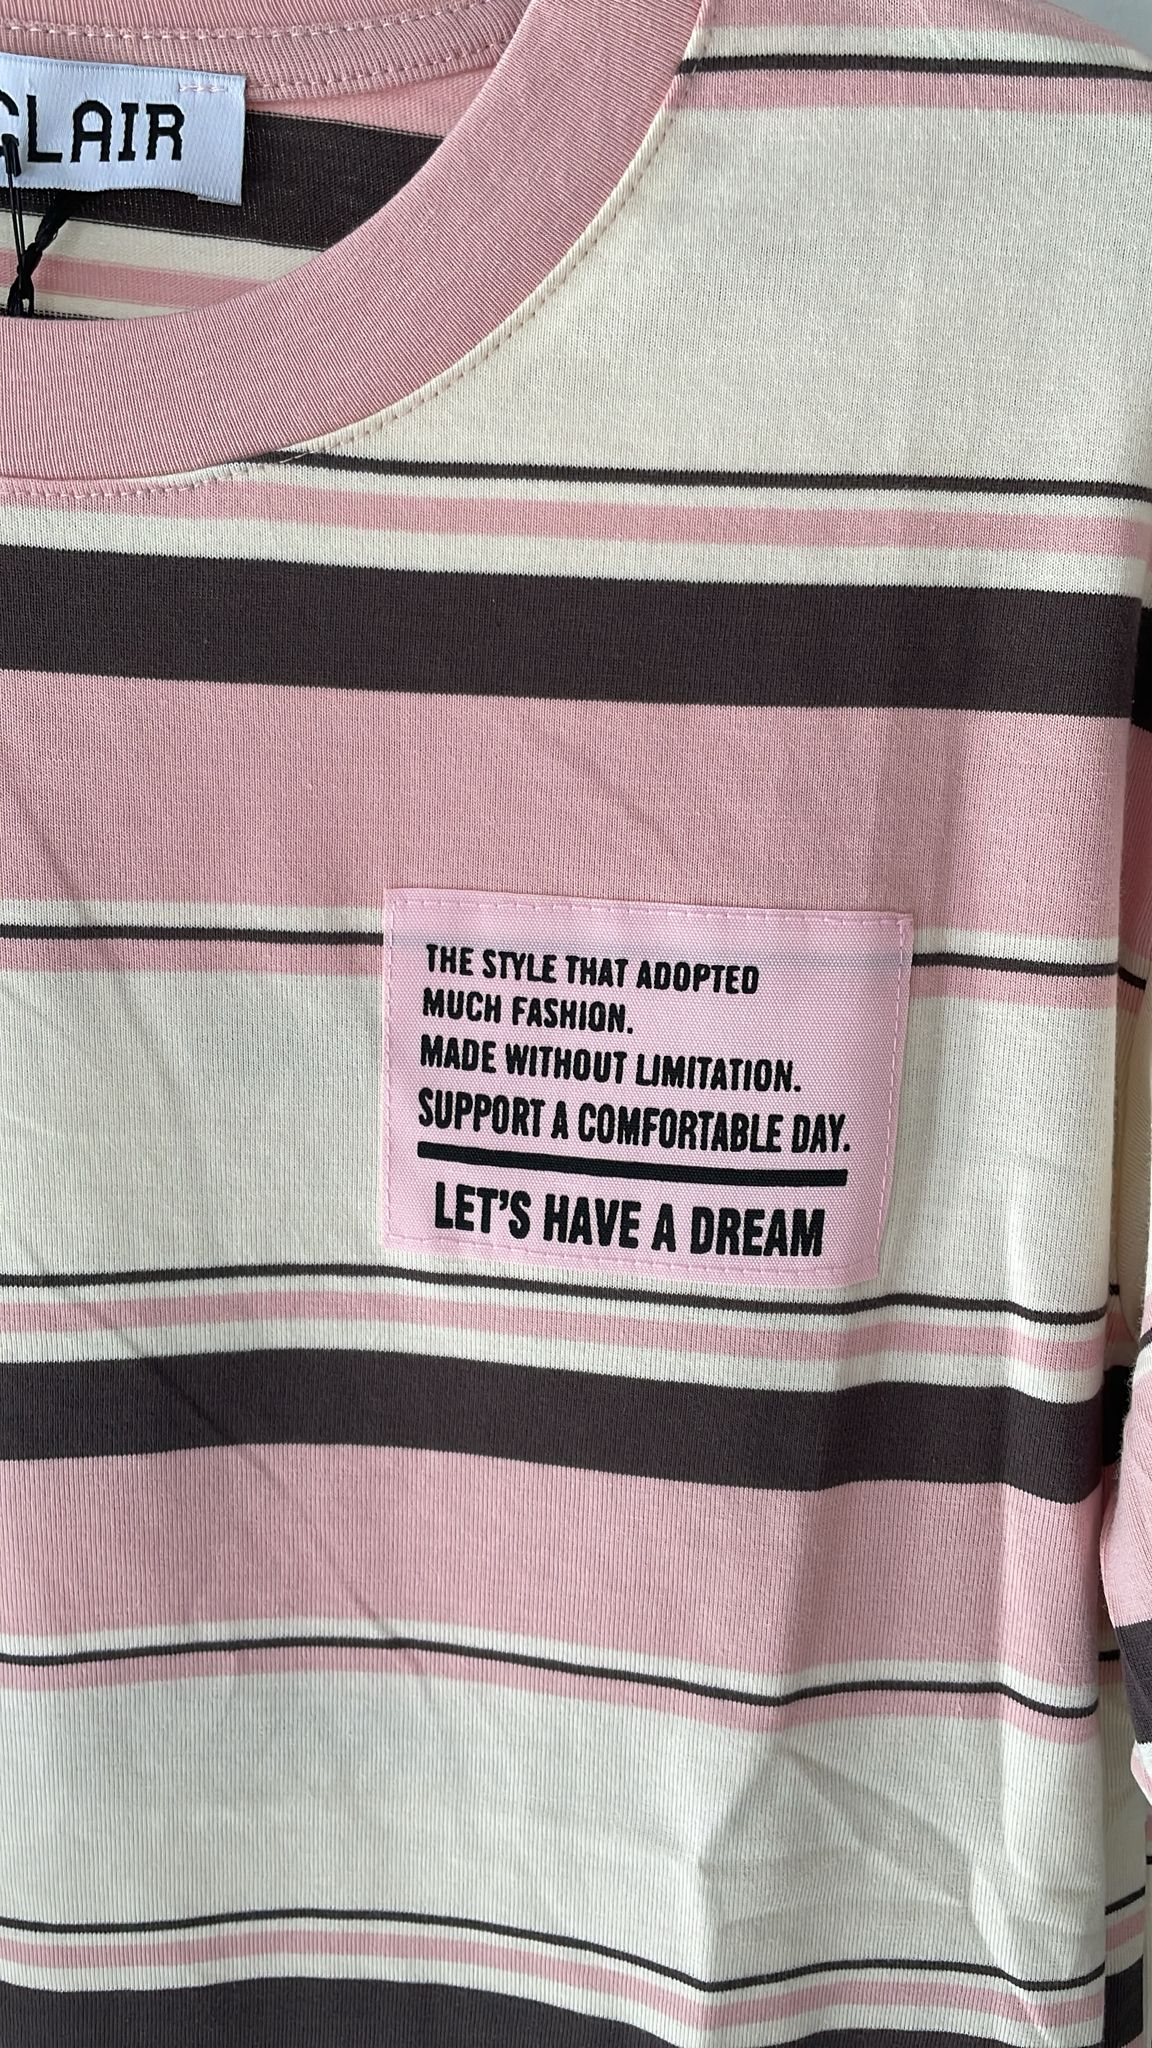 GLAIR
THE STYLE THAT ADOPTED
MUCH FASHION.
MADE WITHOUT LIMITATION.
SUPPORT A COMFORTABLE DAY.
LET'S HAVE A DREAM